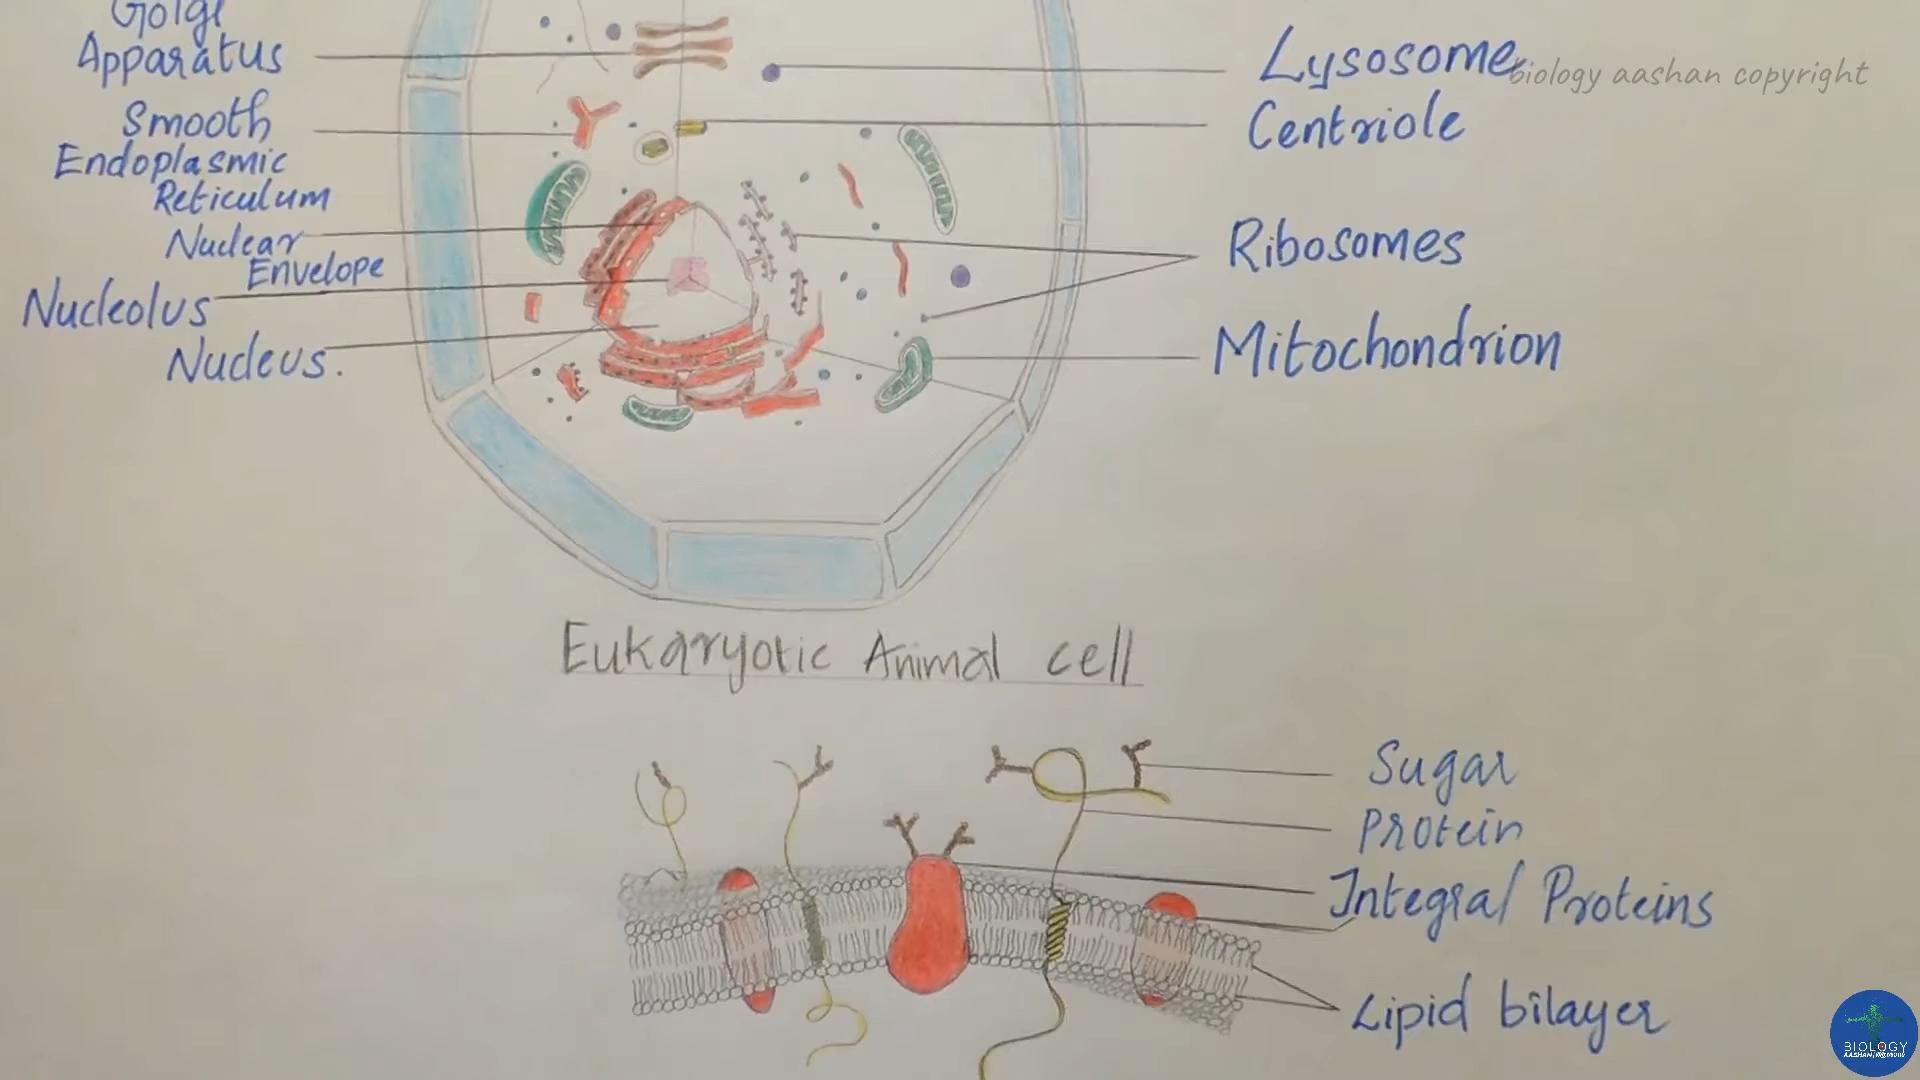 Golgi
Apparatus
Smooth
Endoplasmic
Reticulum
Nuclear
Envelope
Nucleolus
Nucleus.
Lysosome
biology aashan copyright
Centriole
Ribosomes
Mitochondrion
Eukaryotic Animal cell
Sugar
Protein
Integral Proteins
Lipid bilayer
BIOLOGY